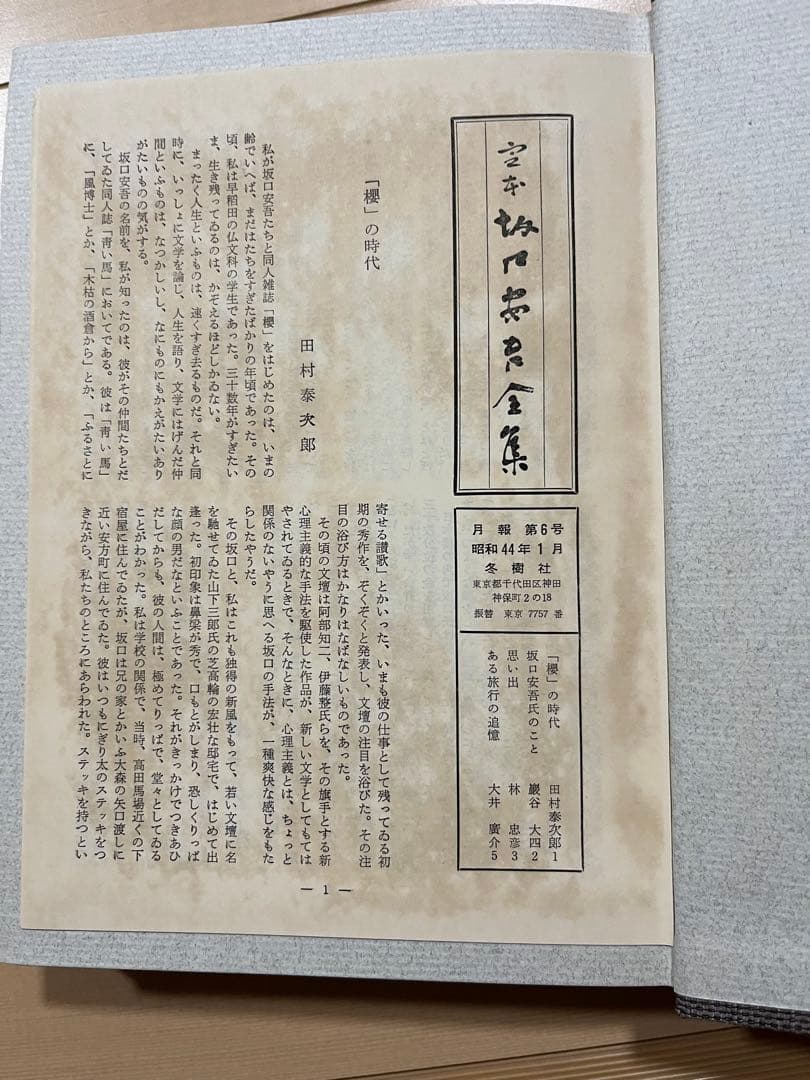 定本坂口安吾全集
月報 第6号
昭和44年1月
冬樹社
東京都千代田区神田
神保町2の18
振替 東京 7757 番
「櫻」の時代 田村泰次郎 1
坂口安吾氏のこと 巖谷大四 2
思い出 林忠彦 3
ある旅行の追憶 大井廣介 5
「櫻」の時代
田村泰次郎
私が坂口安吾たちと同人雑誌「櫻」をはじめたのは、いまの
齢でいへば、まだはたちをすぎたばかりの年頃であった。その
頃、私は早稲田の仏文科の学生であった。三十数年がすぎたい
ま、生き残ってゐるのは、かぞえるほどしかゐない。
まったく人生といふものは、速くすぎ去るものだ。それと同
時に、いっしょに文学を論じ、人生を語り、文学にはげんだ仲
間といふものは、なつかしいし、なにものにもかえがたいあり
がたいものの気がする。
坂口安吾の名前を、私が知ったのは、彼がその仲間たちとだ
してゐた同人誌「青い馬」においてである。彼は「青い馬」
に、「風博士」とか、「木枯の酒倉から」とか、「ふるさとに
寄せる讃歌」とかいった、いまも彼の仕事として残ってゐる初
期の秀作を、ぞくぞくと発表し、文壇の注目を浴びた。その注
目の浴び方はかなりはなばなしいものであった。
その頃の文壇は阿部知二、伊藤整氏らを、その旗手とする新
心理主義的な手法を駆使した作品が、新しい文学としてもては
やされてゐるときで、そんなときに、心理主義とは、ちょっと
関係のないやうに思へる坂口の手法が、一種爽快な感じをもた
らしたやうだ。
その坂口と、私はこれも独得の新風をもって、若い文壇に名
を馳せてゐた山下三郎氏の芝高輪の宏壮な邸宅で、はじめて出
逢った。初印象は鼻梁が秀で、口もとがしまり、恐しくりっぱ
な顔の男だなといふことであった。それがきっかけでつきあひ
だしてからも、彼の人間は、極めてりっぱで、堂々としてゐる
ことがわかった。私は学校の関係で、当時、高田馬場近くの下
宿屋に住んでゐたが、坂口は兄の家とかいふ大森の矢口渡しに
近い安方町に住んでゐた。彼はいつもにぎり太のステッキをつ
きながら、私たちのところにあらわれた。ステッキを持つとい
— 1 —